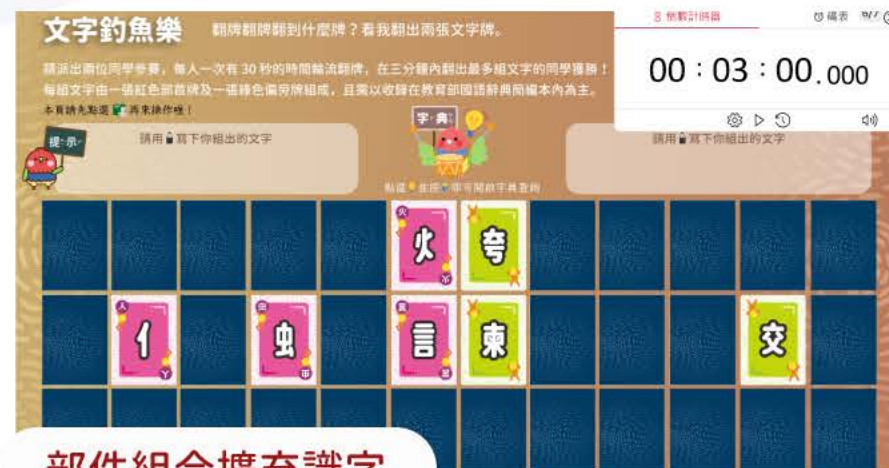 文字釣魚樂
翻牌翻牌翻到什麼牌？看我翻出兩張文字牌。
倒數計時器
碼表
請派出兩位同學參賽，每人一次有 30 秒的時間輪流翻牌，在三分鐘內翻出最多組文字的同學獲勝！
每組文字由一張紅色部首牌及一張綠色偏旁牌組成，且需以收錄在教育部國語辭典簡編本內為主。
本頁請先點選 再來操作哦！
00 : 03 : 00 .000
提示
請用 寫下你組出的文字
字典
請用 寫下你組出的文字
即可開啟字典查詢
火 夸
亻 虫 言 柬 交
部件組合擴充識字